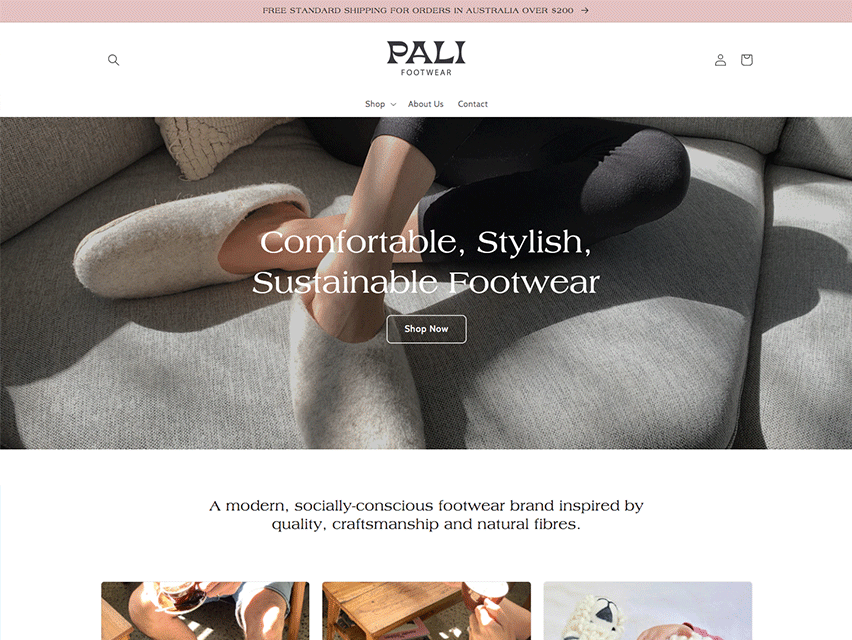 FREE STANDARD SHIPPING FOR ORDERS IN AUSTRALIA OVER $200 →
PALI
FOOTWEAR
Shop About Us Contact
Comfortable, Stylish,
Sustainable Footwear
Shop Now
A modern, socially-conscious footwear brand inspired by
quality, craftsmanship and natural fibres.